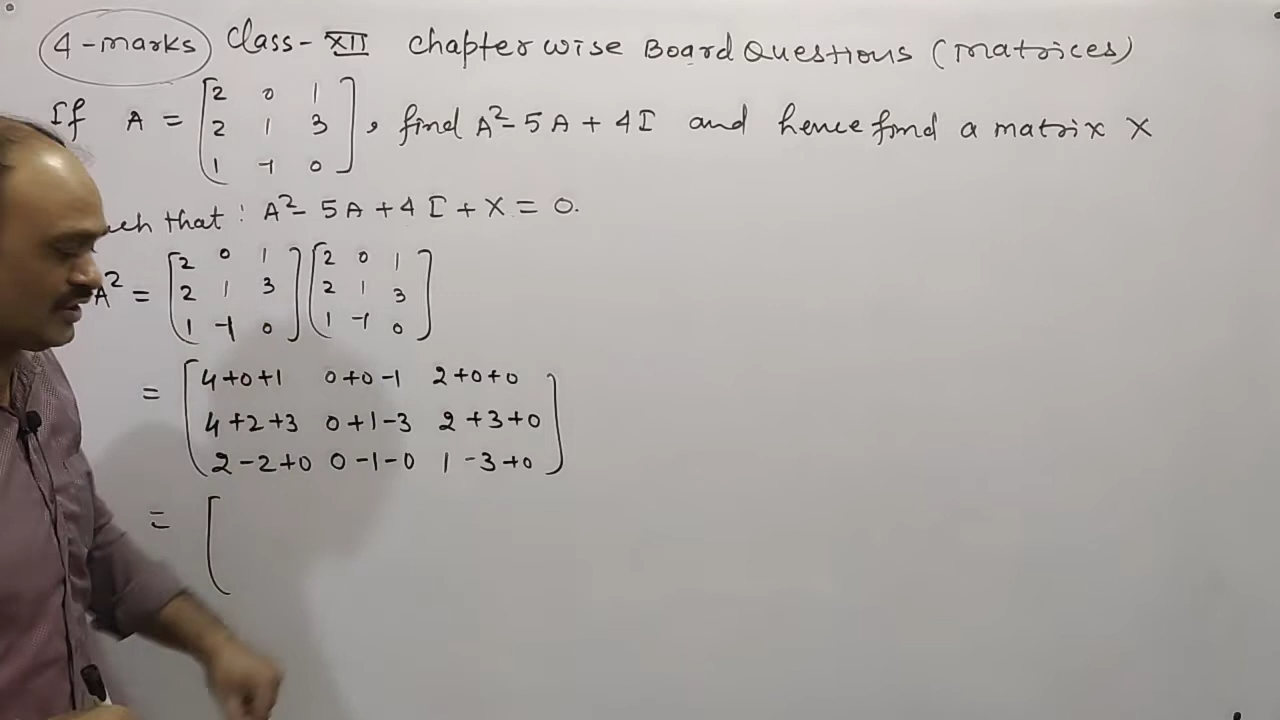 4-marks Class-XII Chapterwise Board Questions (Matrices)
If A = [2 0 1
2 1 3
1 -1 0], find A²-5A+4I and hence find a matrix X
that: A²-5A+4I+X=0.
A² = [2 0 1 [2 0 1
2 1 3 2 1 3
1 -1 0] 1 -1 0]
= [4+0+1 0+0-1 2+0+0
4+2+3 0+1-3 2+3+0
2-2+0 0-1-0 1-3+0]
= [